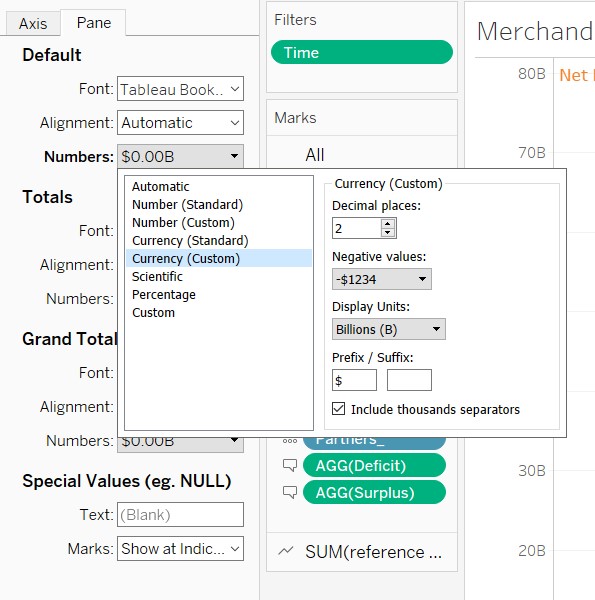 Axis
Pane
Default
Font: Tableau Book..
Alignment: Automatic
Numbers: $0.00B
Automatic
Number (Standard)
Number (Custom)
Currency (Standard)
Currency (Custom)
Scientific
Percentage
Custom
Currency (Custom)
Decimal places:
2
Negative values:
-$1234
Display Units:
Billions (B)
Prefix / Suffix:
$
Include thousands separators
Totals
Font:
Alignment:
Numbers:
Grand Total
Font:
Alignment:
Numbers: $0.00B
Special Values (eg. NULL)
Text: (Blank)
Marks: Show at Indic...
Filters
Time
Marks
All
Partners_
AGG(Deficit)
AGG(Surplus)
SUM(reference ...
Merchand
80B
Net
70B
30B
20B